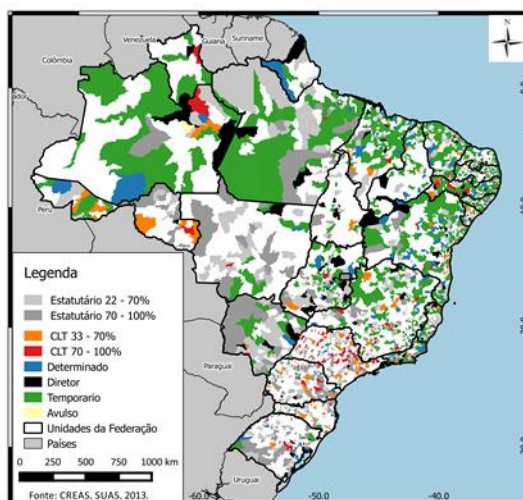 N
Venezuela
Guiana
Suriname
Colômbia
Peru
Paraguai
Uruguai
Legenda
Estatutário 22 - 70%
Estatutário 70 - 100%
CLT 33 - 70%
CLT 70 - 100%
Determinado
Diretor
Temporario
Avulso
Unidades da Federação
Países
0 500 1000 km
Fonte: CREAS, SUAS, 2013.
-60.0 -50.0 -40.0